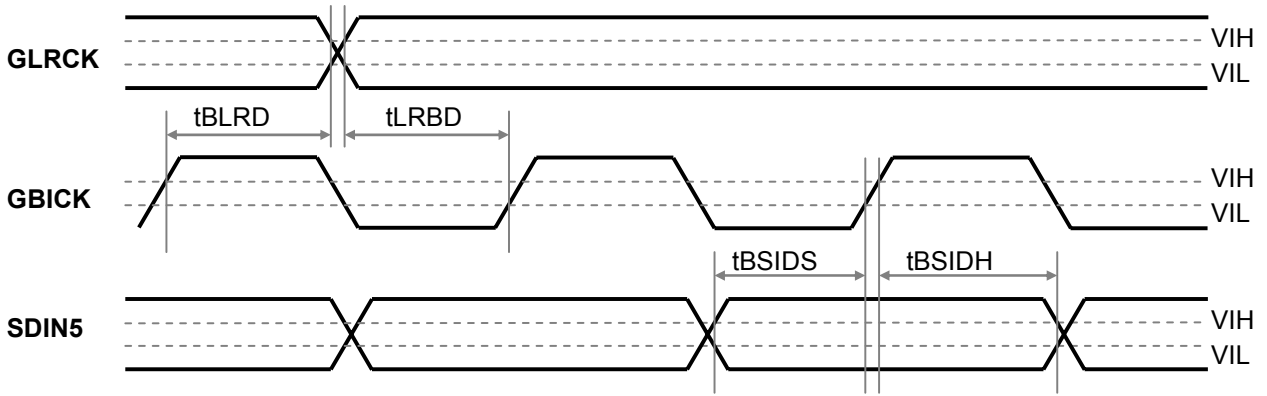 VIH
GLRCK
VIL
tBLRD tLRBD
VIH
GBICK
VIL
tBSIDS tBSIDH
VIH
SDIN5
VIL